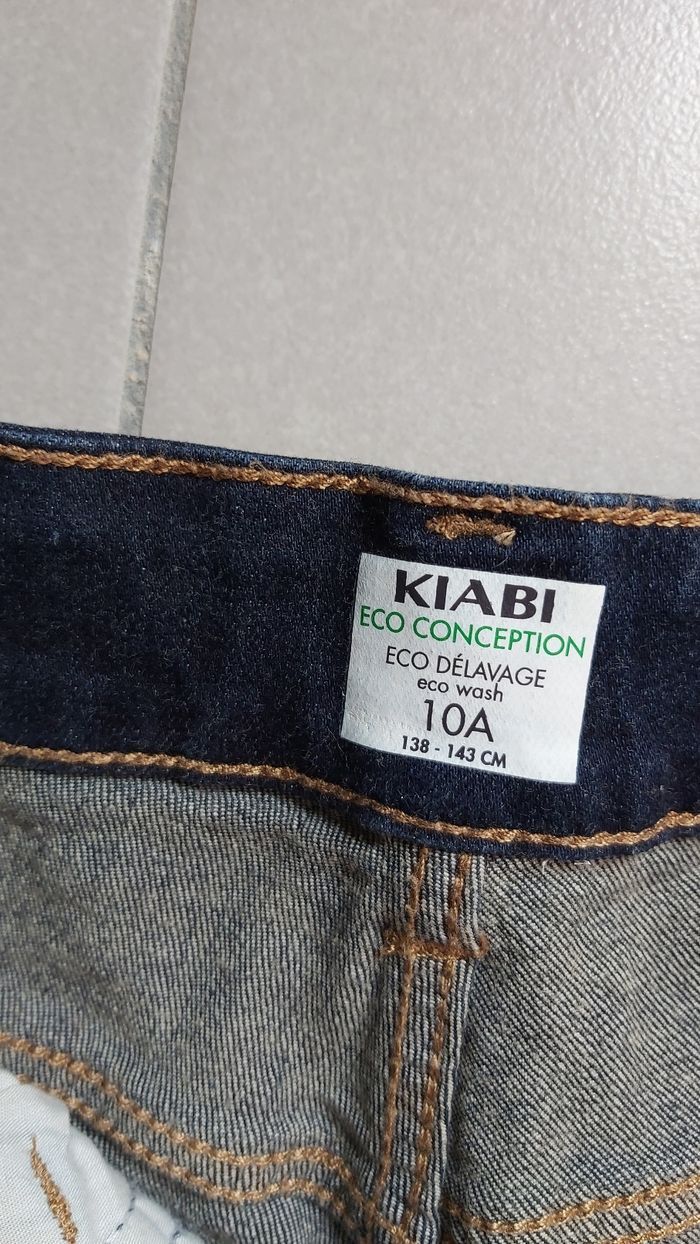 KIABI
ECO CONCEPTION
ECO DÉLAVAGE
eco wash
10A
138 - 143 CM